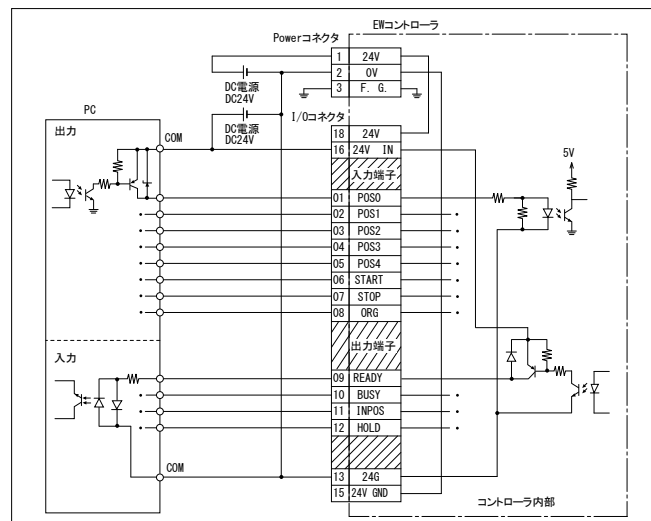 EWコントローラ
Powerコネクタ
1 24V
2 0V
3 F. G.
DC電源
DC24V
I/Oコネクタ
DC電源
DC24V
PC
出力
COM
18 24V
16 24V IN
入力端子
5V
01 POS0
02 POS1
03 POS2
04 POS3
05 POS4
06 START
07 STOP
08 ORG
出力端子
入力
09 READY
10 BUSY
11 INPOS
12 HOLD
COM
13 24G
15 24V GND
コントローラ内部